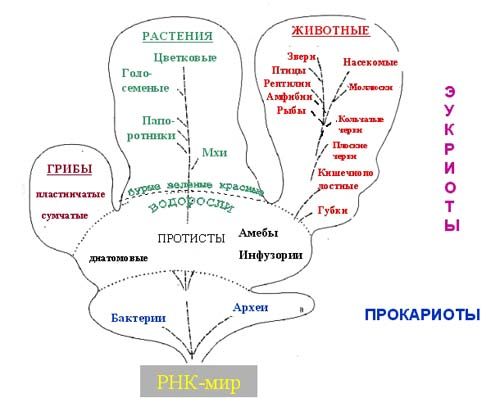 РАСТЕНИЯ
Цветковые
Голо-
семеные
Папо-
ротники
Мхи
ЖИВОТНЫЕ
Звери
Птицы
Рептилии
Амфибии
Рыбы
Насекомые
Моллюски
Кольчатые
черви
Плоские
черви
Кишечнопо
лостные
Губки
ГРИБЫ
пластинчатые
сумчатые
бурые зеленые красные
ВОДОРОСЛИ
ПРОТИСТЫ
Амебы
Инфузории
диатомовые
Бактерии
Археи
в
РНК-мир
ЭУКРИОТЫ
ПРОКАРИОТЫ